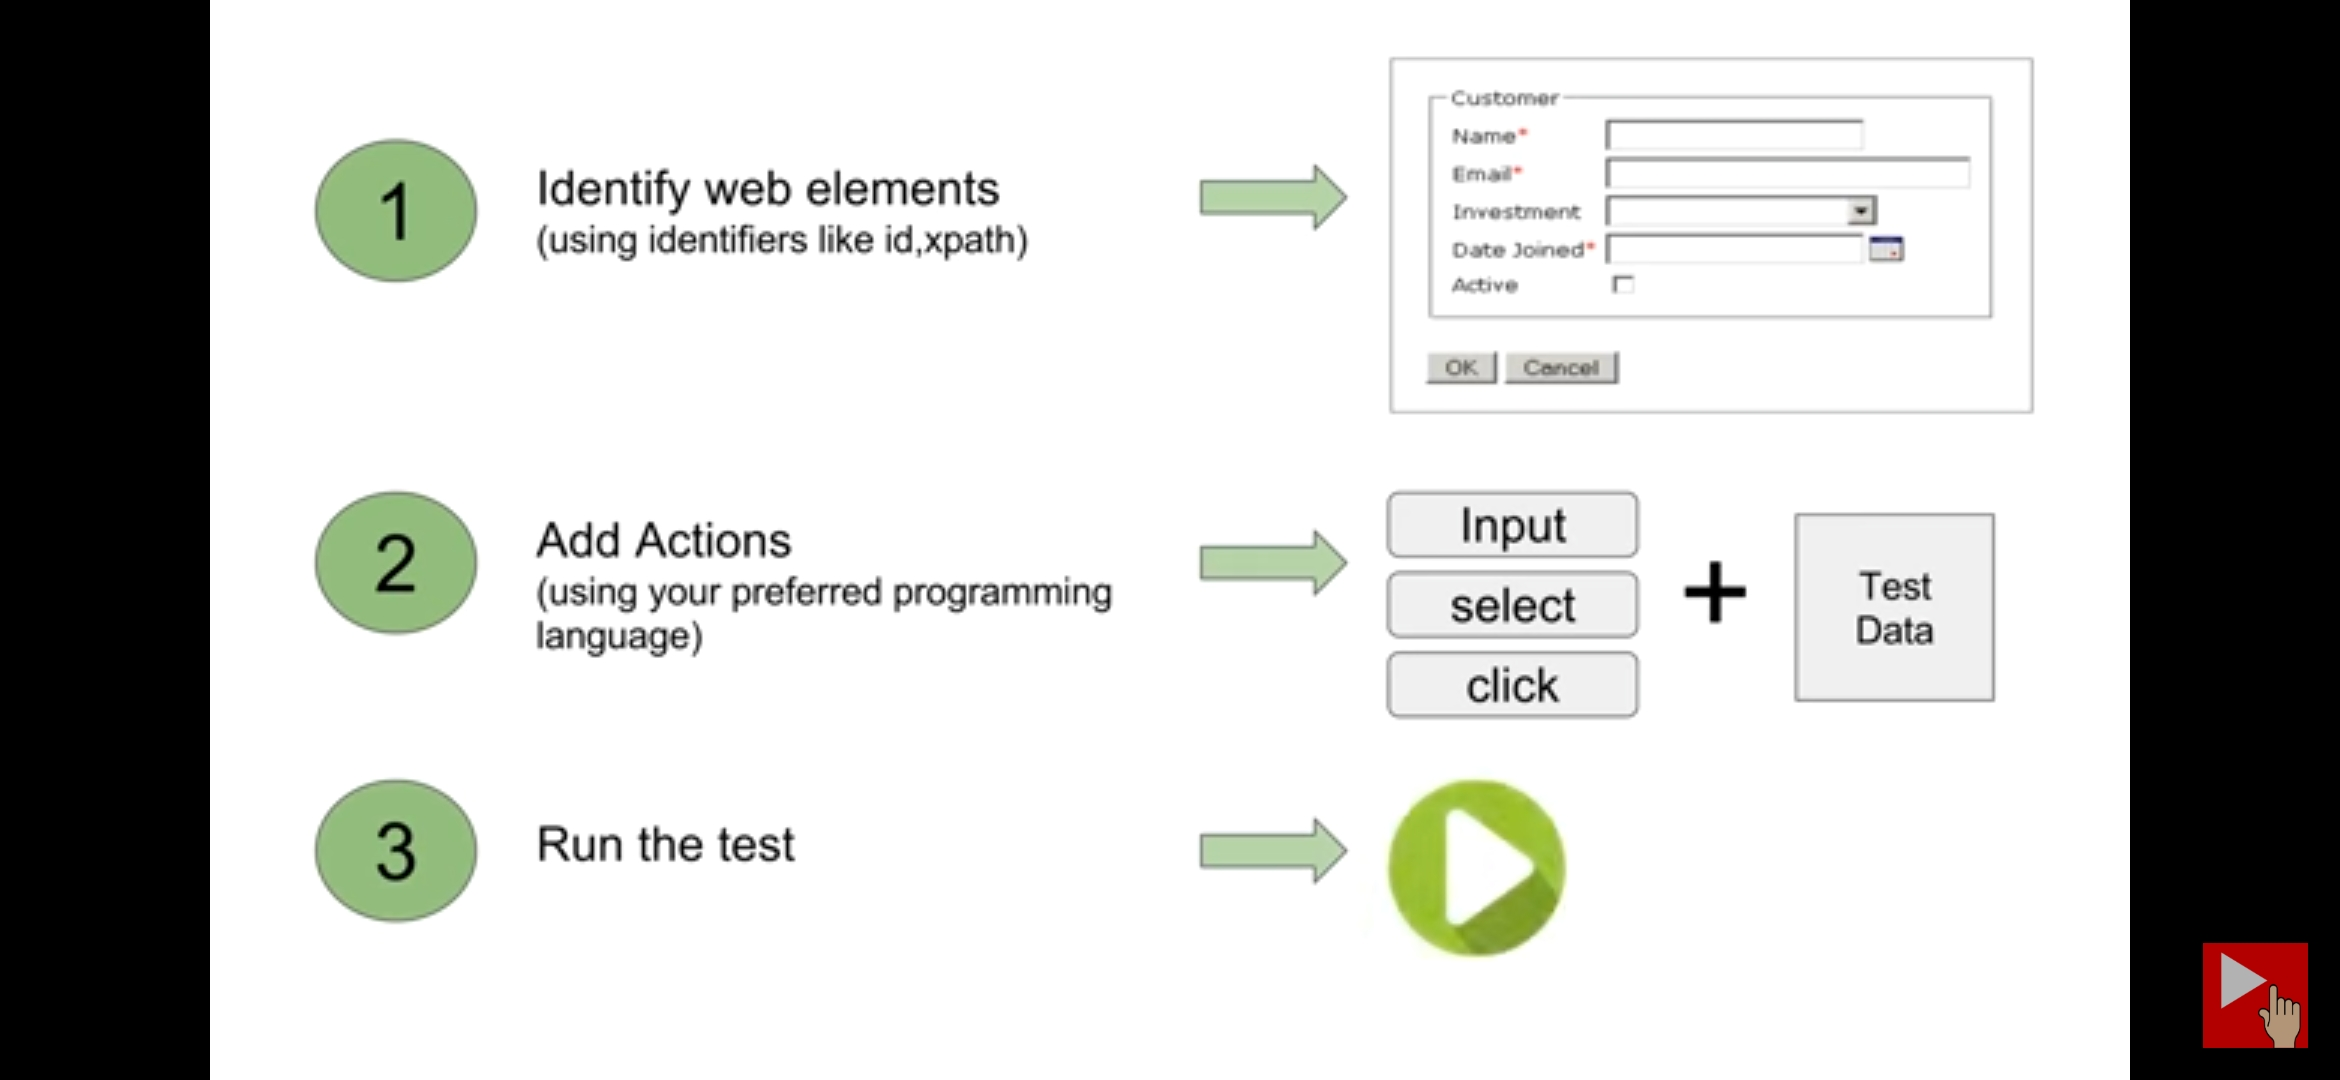 1
Identify web elements
(using identifiers like id,xpath)
Customer
Name*
Email*
Investment
Date Joined*
Active
OK
Cancel
2
Add Actions
(using your preferred programming
language)
Input
select
click
+
Test
Data
3
Run the test